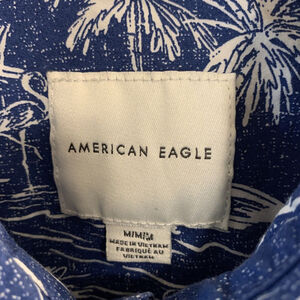 AMERICAN EAGLE
M/M/M
MADE IN VIETNAM
FABRIQUÉ AU
VIETNAM